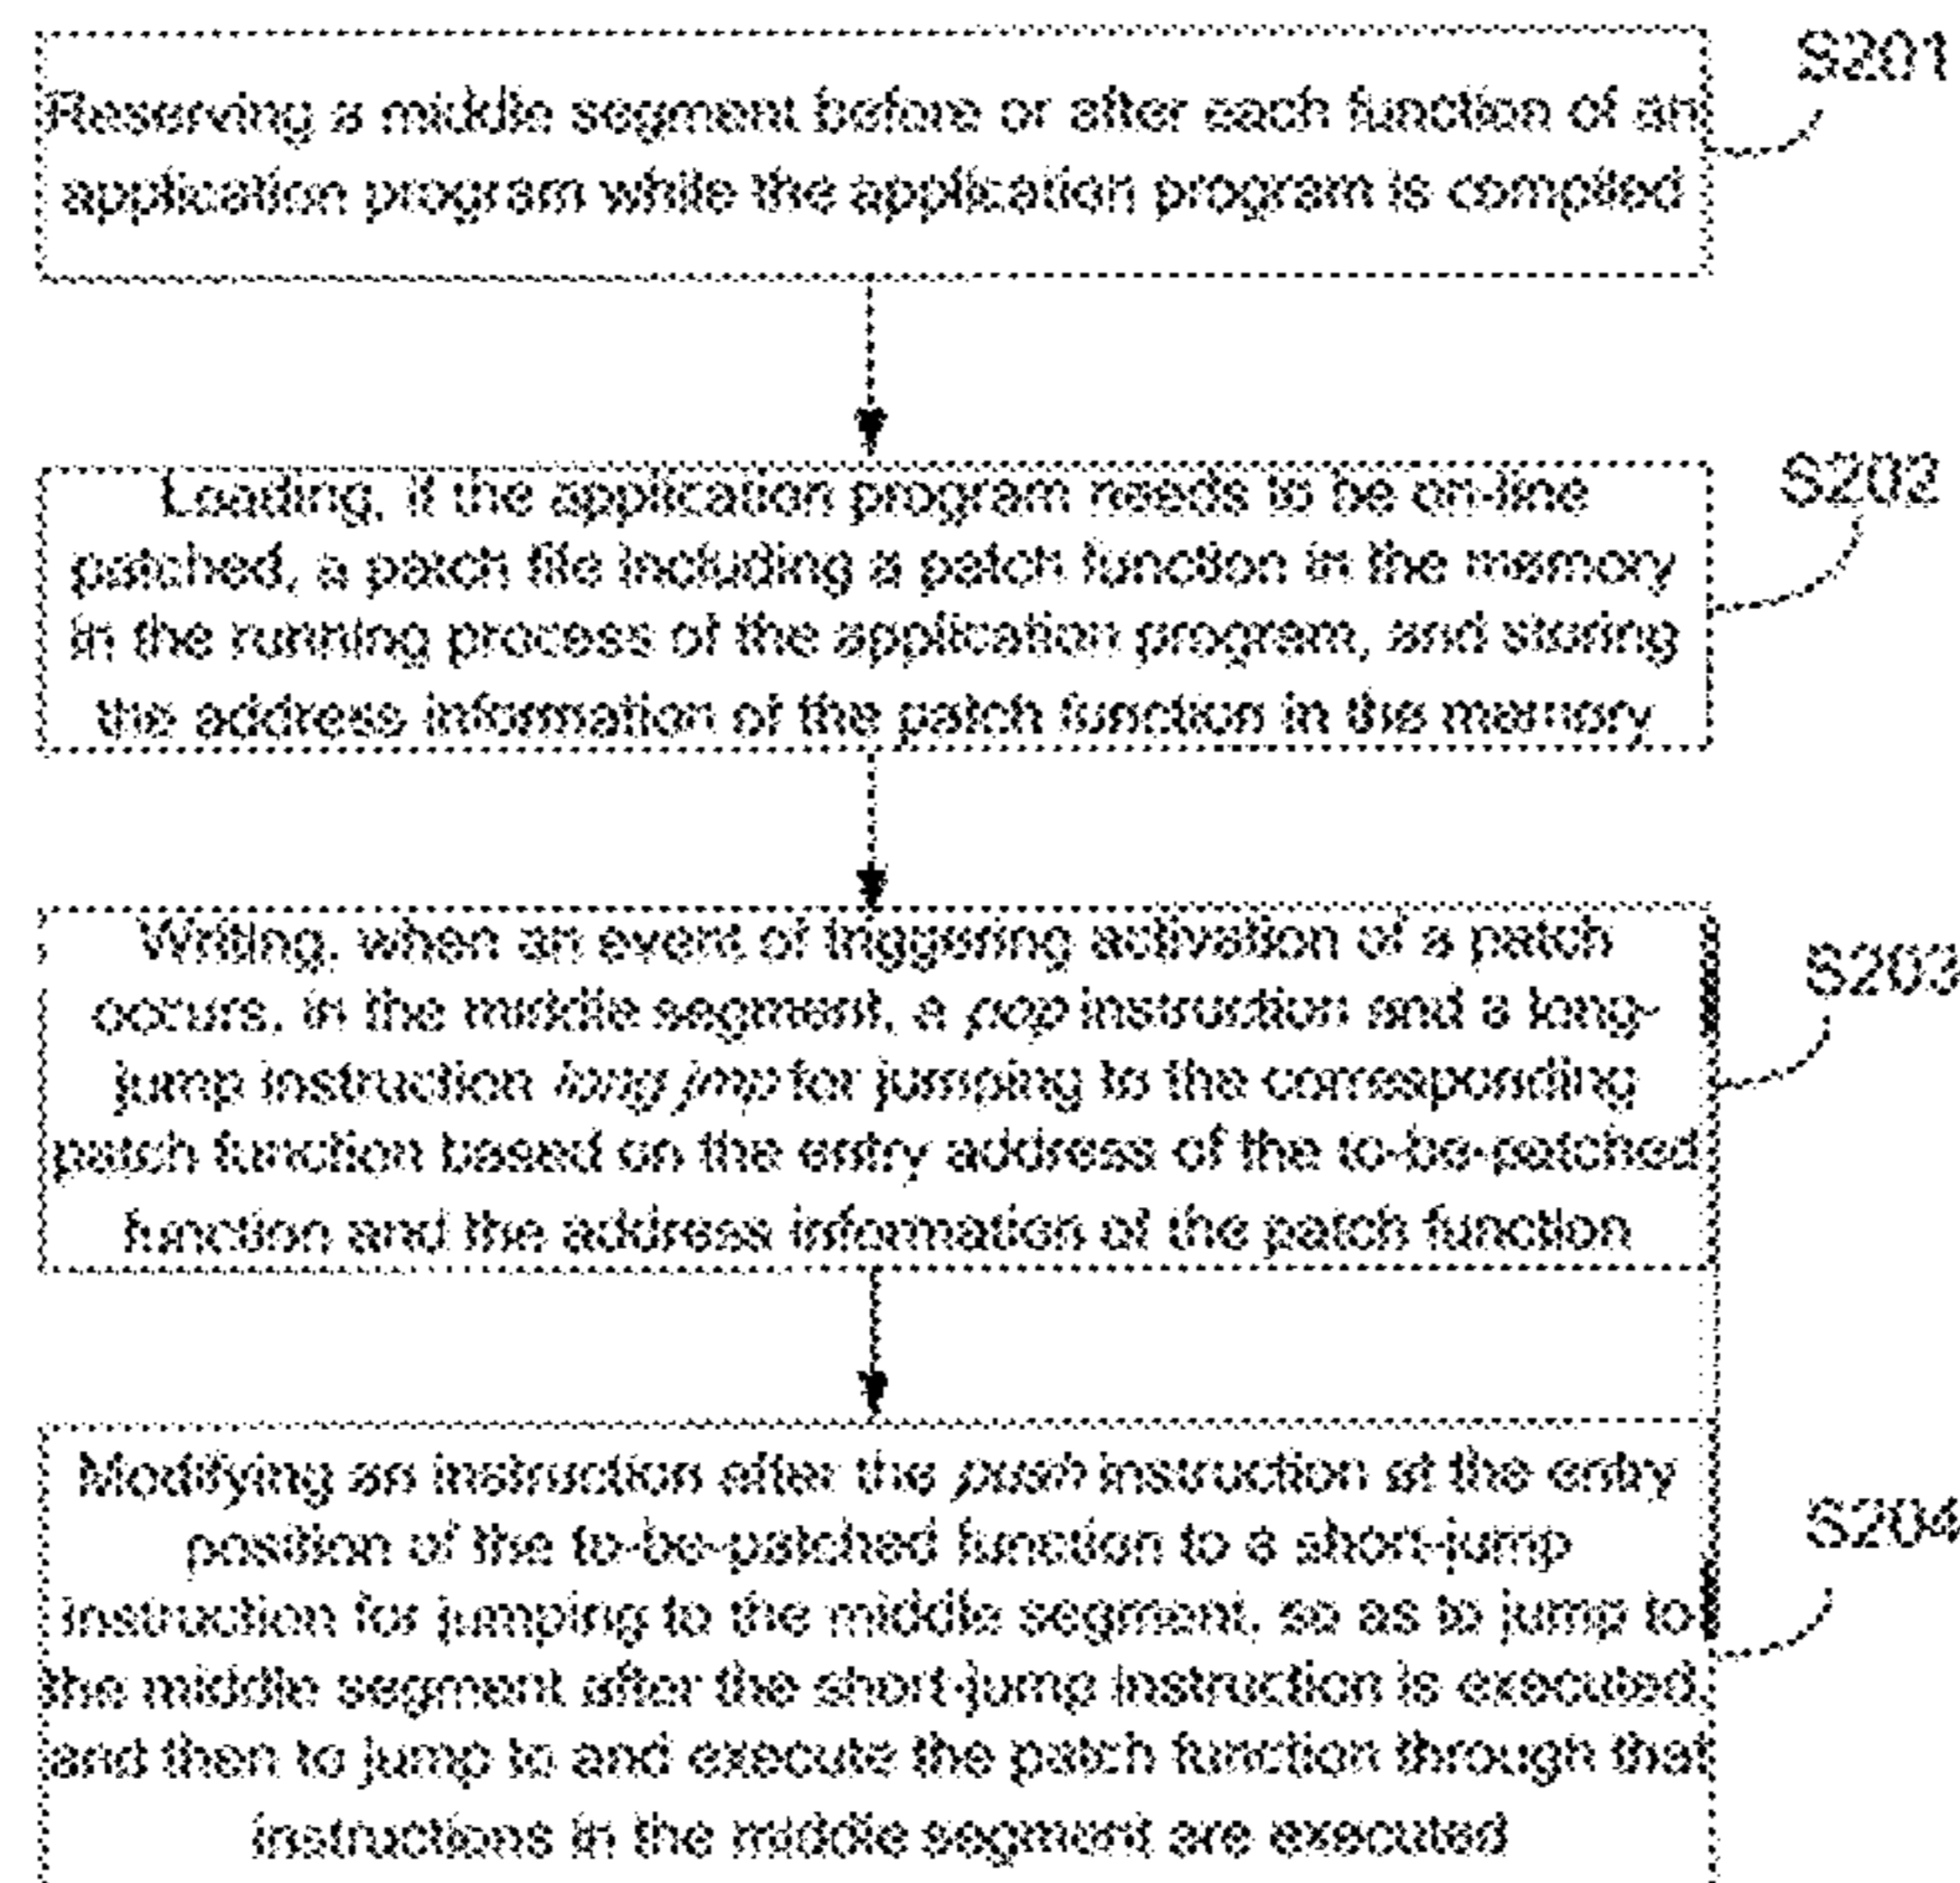 S201
Reserving a middle segment before or after each function of an
application program while the application program is compiled
S202
Loading, if the application program needs to be on-line
patched, a patch file including a patch function in the memory
in the running process of the application program, and storing
the address information of the patch function in the memory
S203
Writing, when an event of triggering activation of a patch
occurs, in the middle segment, a pop instruction and a long-
jump instruction long jmp for jumping to the corresponding
patch function based on the entry address of the to-be-patched
function and the address information of the patch function
S204
Modifying an instruction after the push instruction at the entry
position of the to-be-patched function to a short-jump
instruction for jumping to the middle segment, so as to jump to
the middle segment after the short-jump instruction is executed,
and then to jump to and execute the patch function through that
instructions in the middle segment are executed